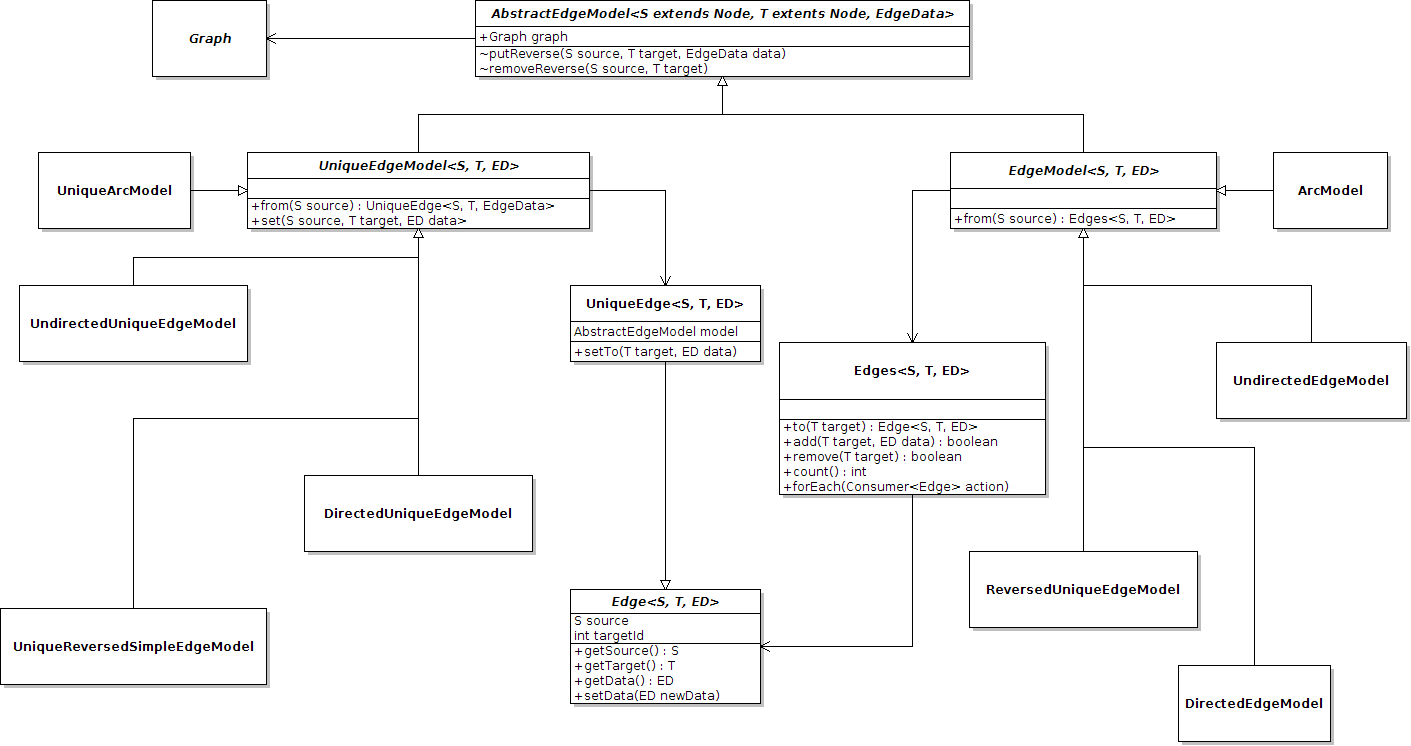 Graph
AbstractEdgeModel<S extends Node, T extents Node, EdgeData>
+Graph graph
~putReverse(S source, T target, EdgeData data)
~removeReverse(S source, T target)
UniqueArcModel
UniqueEdgeModel<S, T, ED>
+from(S source) : UniqueEdge<S, T, EdgeData>
+set(S source, T target, ED data>
EdgeModel<S, T, ED>
+from(S source) : Edges<S, T, ED>
ArcModel
UndirectedUniqueEdgeModel
UniqueEdge<S, T, ED>
AbstractEdgeModel model
+setTo(T target, ED data)
Edges<S, T, ED>
+to(T target) : Edge<S, T, ED>
+add(T target, ED data) : boolean
+remove(T target) : boolean
+count() : int
+forEach(Consumer<Edge> action)
UndirectedEdgeModel
DirectedUniqueEdgeModel
ReversedUniqueEdgeModel
Edge<S, T, ED>
S source
int targetId
+getSource() : S
+getTarget() : T
+getData() : ED
+setData(ED newData)
UniqueReversedSimpleEdgeModel
DirectedEdgeModel